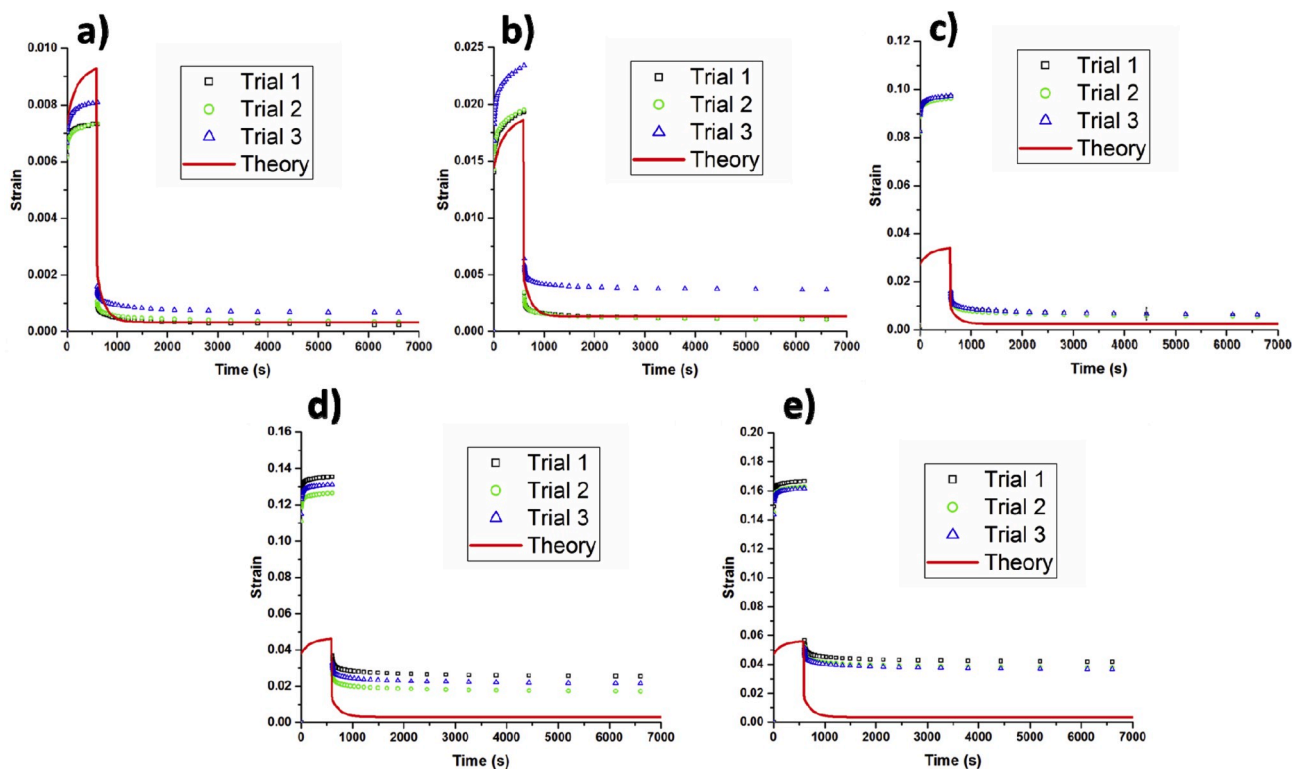 a)
0.010
0.008
0.006
0.004
0.002
0.000
Strain
0 1000 2000 3000 4000 5000 6000 7000
Time (s)
Trial 1
Trial 2
Trial 3
Theory
b)
0.025
0.020
0.015
0.010
0.005
0.000
Strain
0 1000 2000 3000 4000 5000 6000 7000
Time (s)
Trial 1
Trial 2
Trial 3
Theory
c)
0.12
0.10
0.08
0.06
0.04
0.02
0.00
Strain
0 1000 2000 3000 4000 5000 6000 7000
Time (s)
Trial 1
Trial 2
Trial 3
Theory
d)
0.16
0.14
0.12
0.10
0.08
0.06
0.04
0.02
0.00
Strain
0 1000 2000 3000 4000 5000 6000 7000
Time (s)
Trial 1
Trial 2
Trial 3
Theory
e)
0.20
0.18
0.16
0.14
0.12
0.10
0.08
0.06
0.04
0.02
0.00
Strain
0 1000 2000 3000 4000 5000 6000 7000
Time (s)
Trial 1
Trial 2
Trial 3
Theory